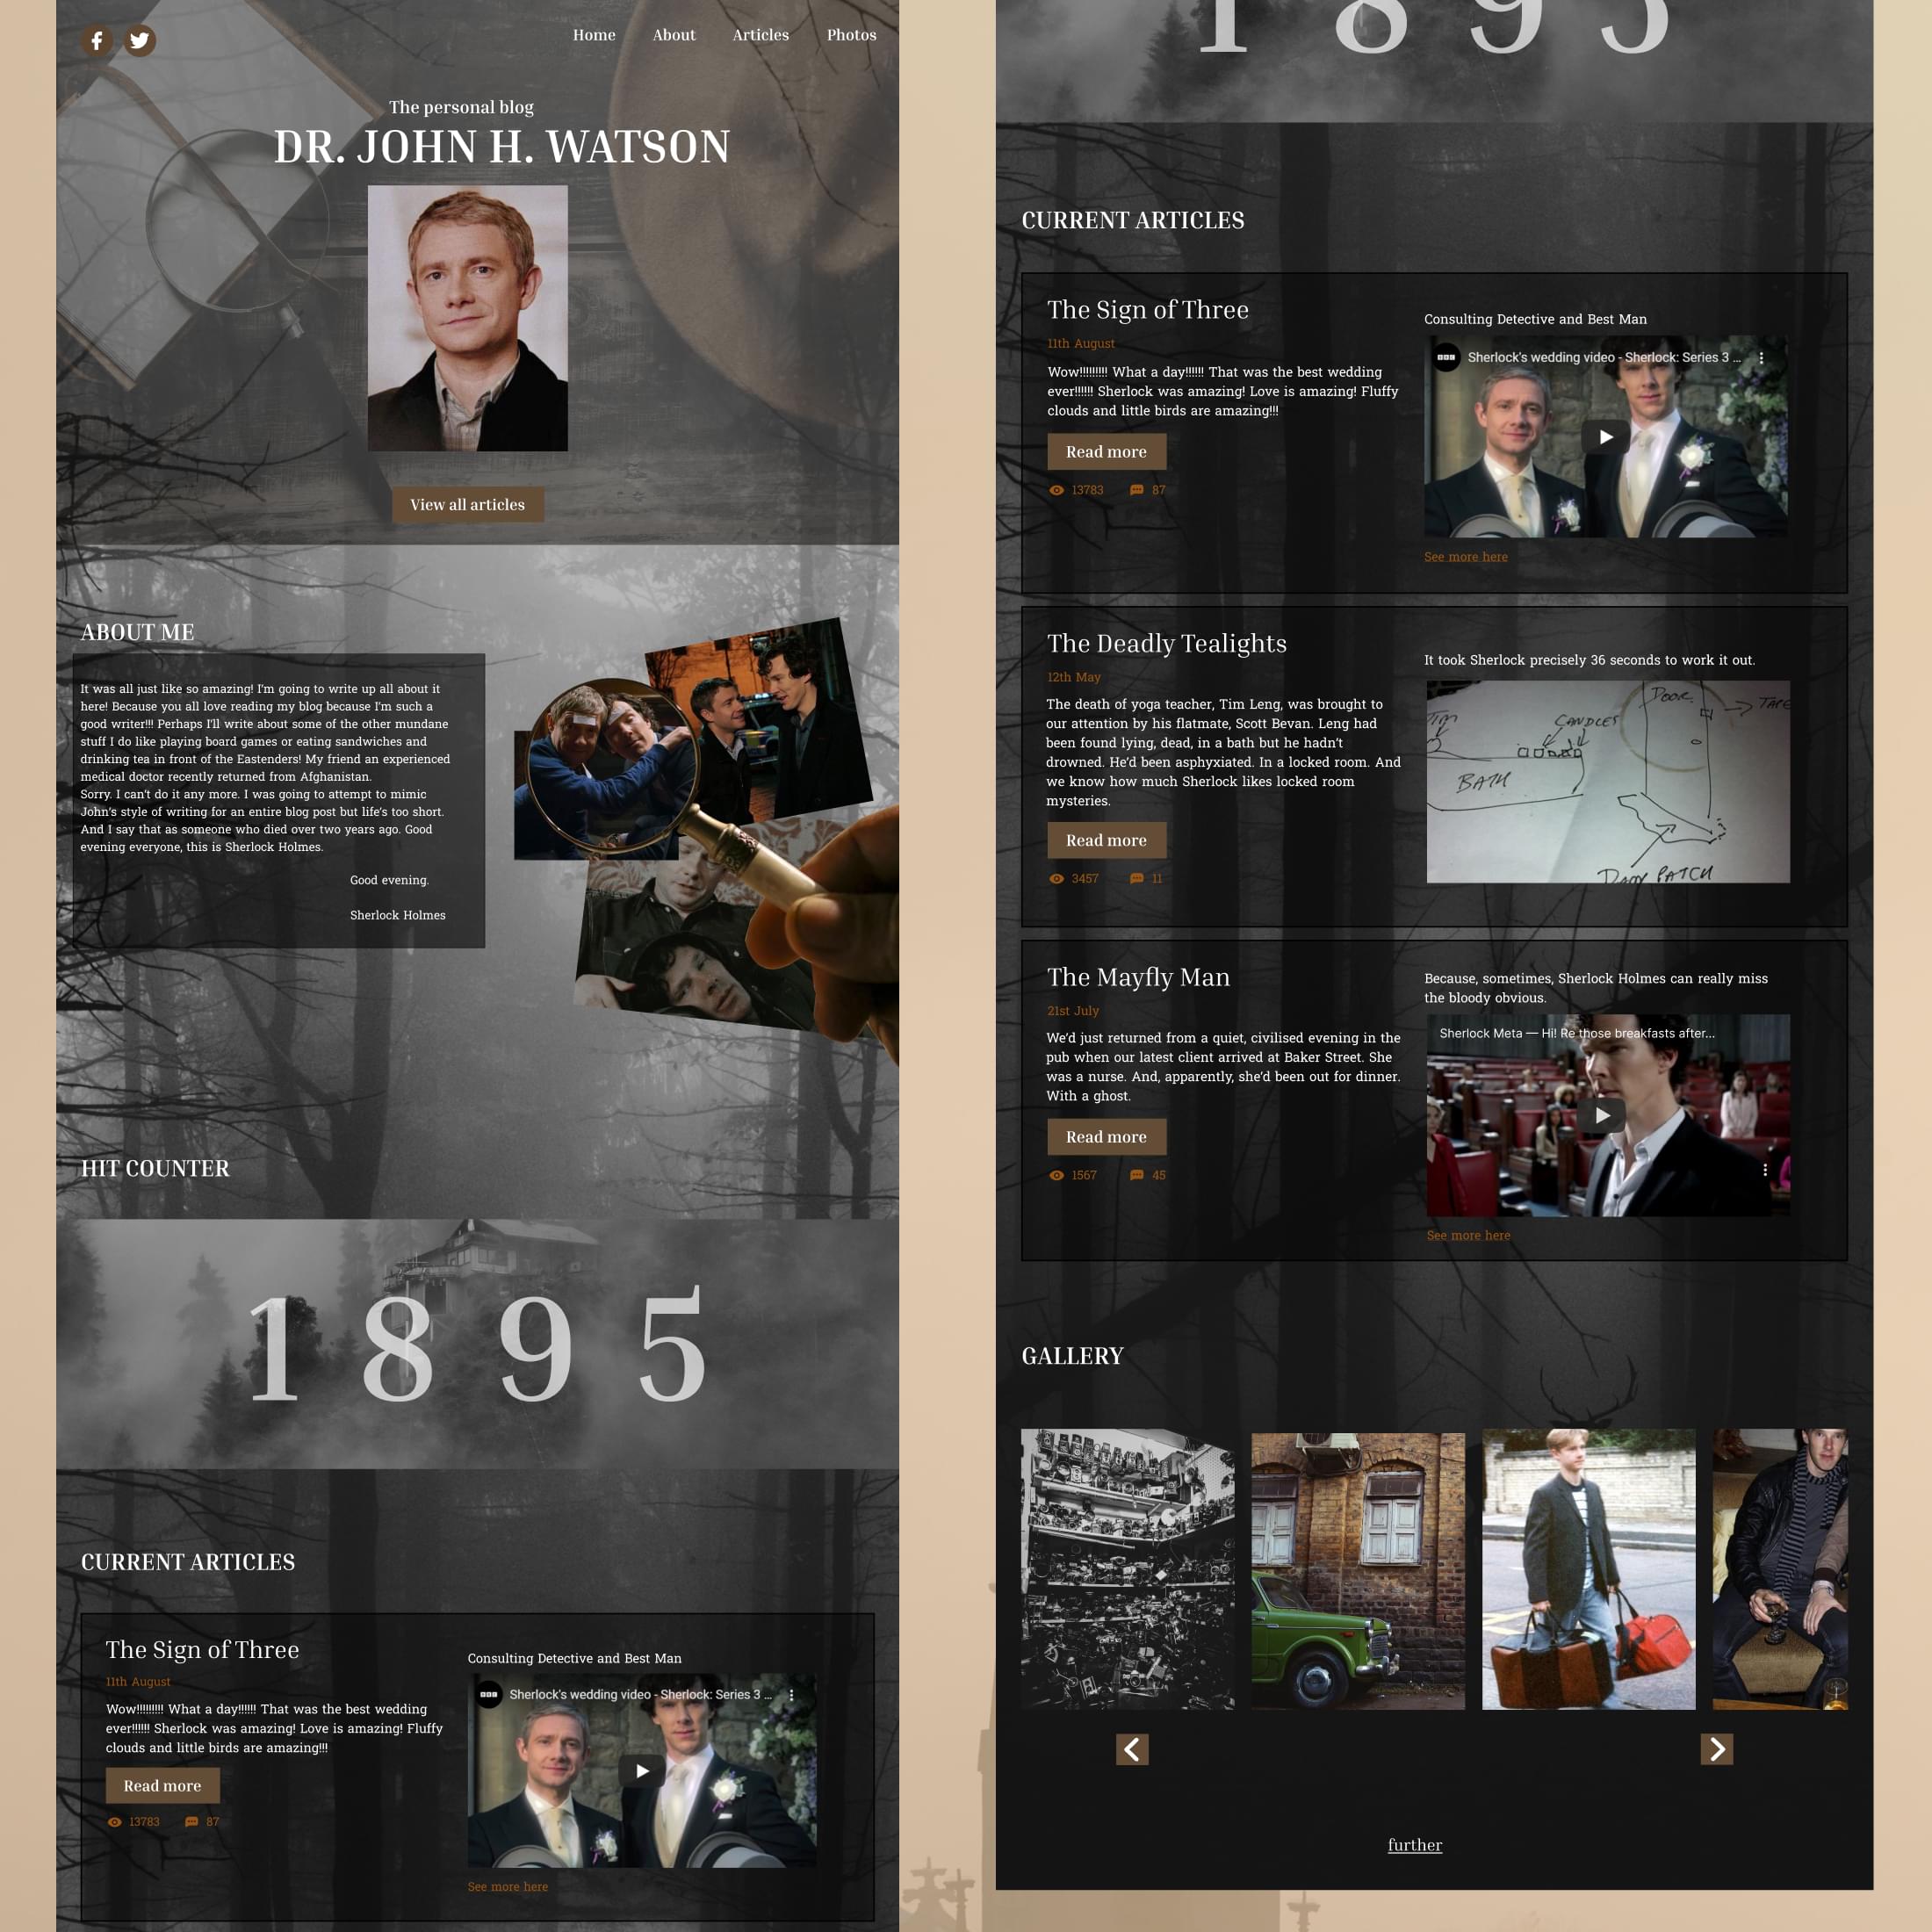 Home About Articles Photos
The personal blog
DR. JOHN H. WATSON
View all articles
ABOUT ME
It was all just like so amazing! I'm going to write up all about it
here! Because you all love reading my blog because I'm such a
good writer!!! Perhaps I'll write about some of the other mundane
stuff I do like playing board games or eating sandwiches and
drinking tea in front of the Eastenders! My friend an experienced
medical doctor recently returned from Afghanistan.
Sorry. I can't do it any more. I was going to attempt to mimic
John's style of writing for an entire blog post but life's too short.
And I say that as someone who died over two years ago. Good
evening everyone, this is Sherlock Holmes.
Good evening.
Sherlock Holmes
HIT COUNTER
1 8 9 5
CURRENT ARTICLES
The Sign of Three
11th August
Wow!!!!!!!!! What a day!!!!!! That was the best wedding
ever!!!!!! Sherlock was amazing! Love is amazing! Fluffy
clouds and little birds are amazing!!!
Read more
13783 87
Consulting Detective and Best Man
BBC Sherlock's wedding video - Sherlock: Series 3 ...
See more here
1 8 9 5
CURRENT ARTICLES
The Sign of Three
11th August
Wow!!!!!!!!! What a day!!!!!! That was the best wedding
ever!!!!!! Sherlock was amazing! Love is amazing! Fluffy
clouds and little birds are amazing!!!
Read more
13783 87
Consulting Detective and Best Man
BBC Sherlock's wedding video - Sherlock: Series 3 ...
See more here
The Deadly Tealights
12th May
The death of yoga teacher, Tim Leng, was brought to
our attention by his flatmate, Scott Bevan. Leng had
been found lying, dead, in a bath but he hadn't
drowned. He'd been asphyxiated. In a locked room. And
we know how much Sherlock likes locked room
mysteries.
Read more
3457 11
It took Sherlock precisely 36 seconds to work it out.
DOOR
TIM
CANDLES
BATH
PATCH
The Mayfly Man
21st July
We'd just returned from a quiet, civilised evening in the
pub when our latest client arrived at Baker Street. She
was a nurse. And, apparently, she'd been out for dinner.
With a ghost.
Read more
1567 45
Because, sometimes, Sherlock Holmes can really miss
the bloody obvious.
Sherlock Meta — Hi! Re those breakfasts after...
See more here
GALLERY
further